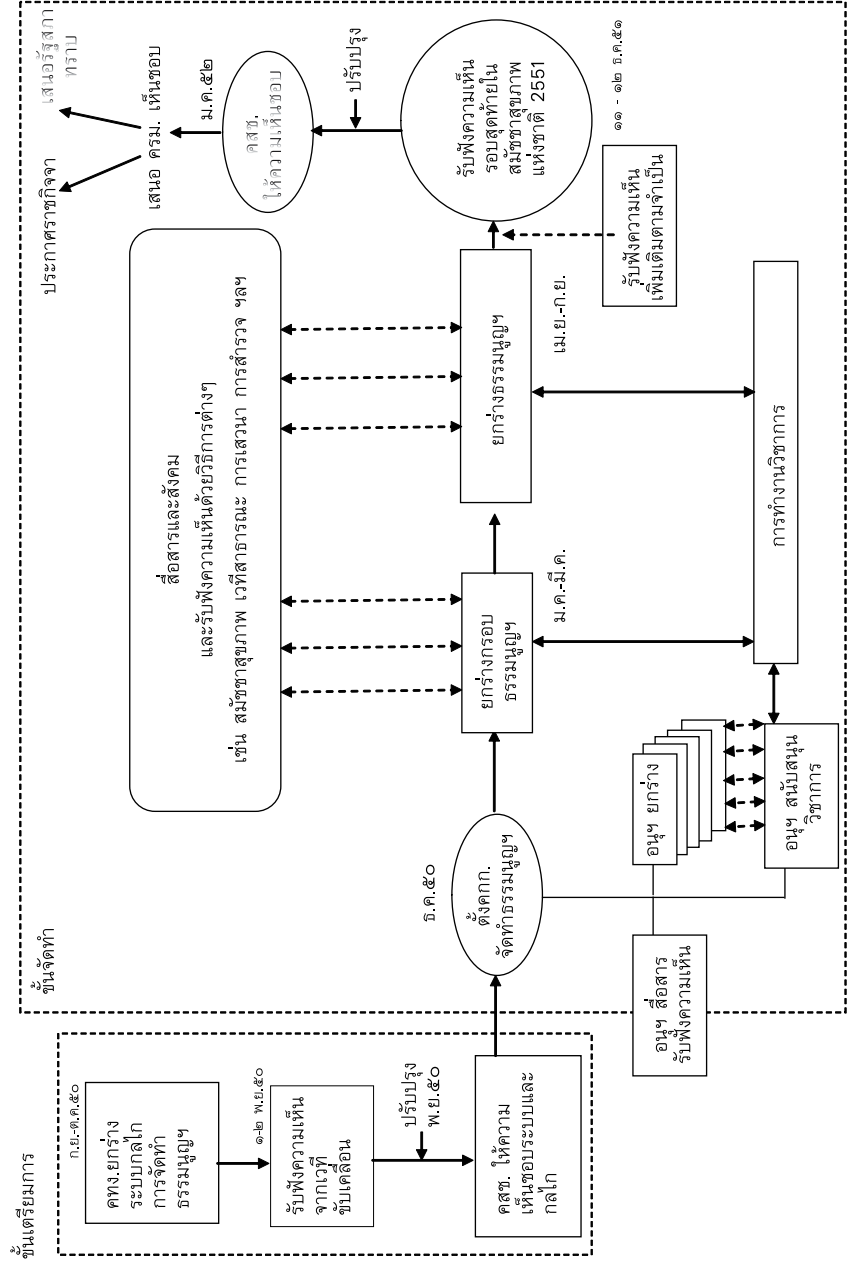 ขั้นเตรียมการ
ก.ย.-ต.ค.๕๐
คทง.ยกร่าง
ระบบกลไก
การจัดทำ
ธรรมนูญฯ
๑-๒ พ.ย.๕๐
รับฟังความเห็น
จากเวที
ขับเคลื่อน
ปรับปรุง
พ.ย.๕๐
คสช. ให้ความ
เห็นชอบระบบและ
กลไก
ขั้นจัดทำ
ธ.ค.๕๐
ตั้งคกก.
จัดทำธรรมนูญฯ
อนุฯ สื่อสาร
รับฟังความเห็น
อนุฯ ยกร่าง
อนุฯ สนับสนุน
วิชาการ
สื่อสารและสังคม
และรับฟังความเห็นด้วยวิธีการต่างๆ
เช่น สมัชชาสุขภาพ เวทีสาธารณะ การเสวนา การสำรวจ ฯลฯ
ยกร่างกรอบ
ธรรมนูญฯ
ม.ค.-มี.ค.
ยกร่างธรรมนูญฯ
เม.ย.-ก.ย.
การทำงานวิชาการ
รับฟังความเห็น
เพิ่มเติมตามจำเป็น
รับฟังความเห็น
รอบสุดท้ายใน
สมัชชาสุขภาพ
แห่งชาติ 2551
๑๑ - ๑๒ ธ.ค.๕๑
ปรับปรุง
คสช.
ให้ความเห็นชอบ
ม.ค.๕๒
เสนอ ครม. เห็นชอบ
ประกาศราชกิจจา
เสนอรัฐสภา
ทราบ